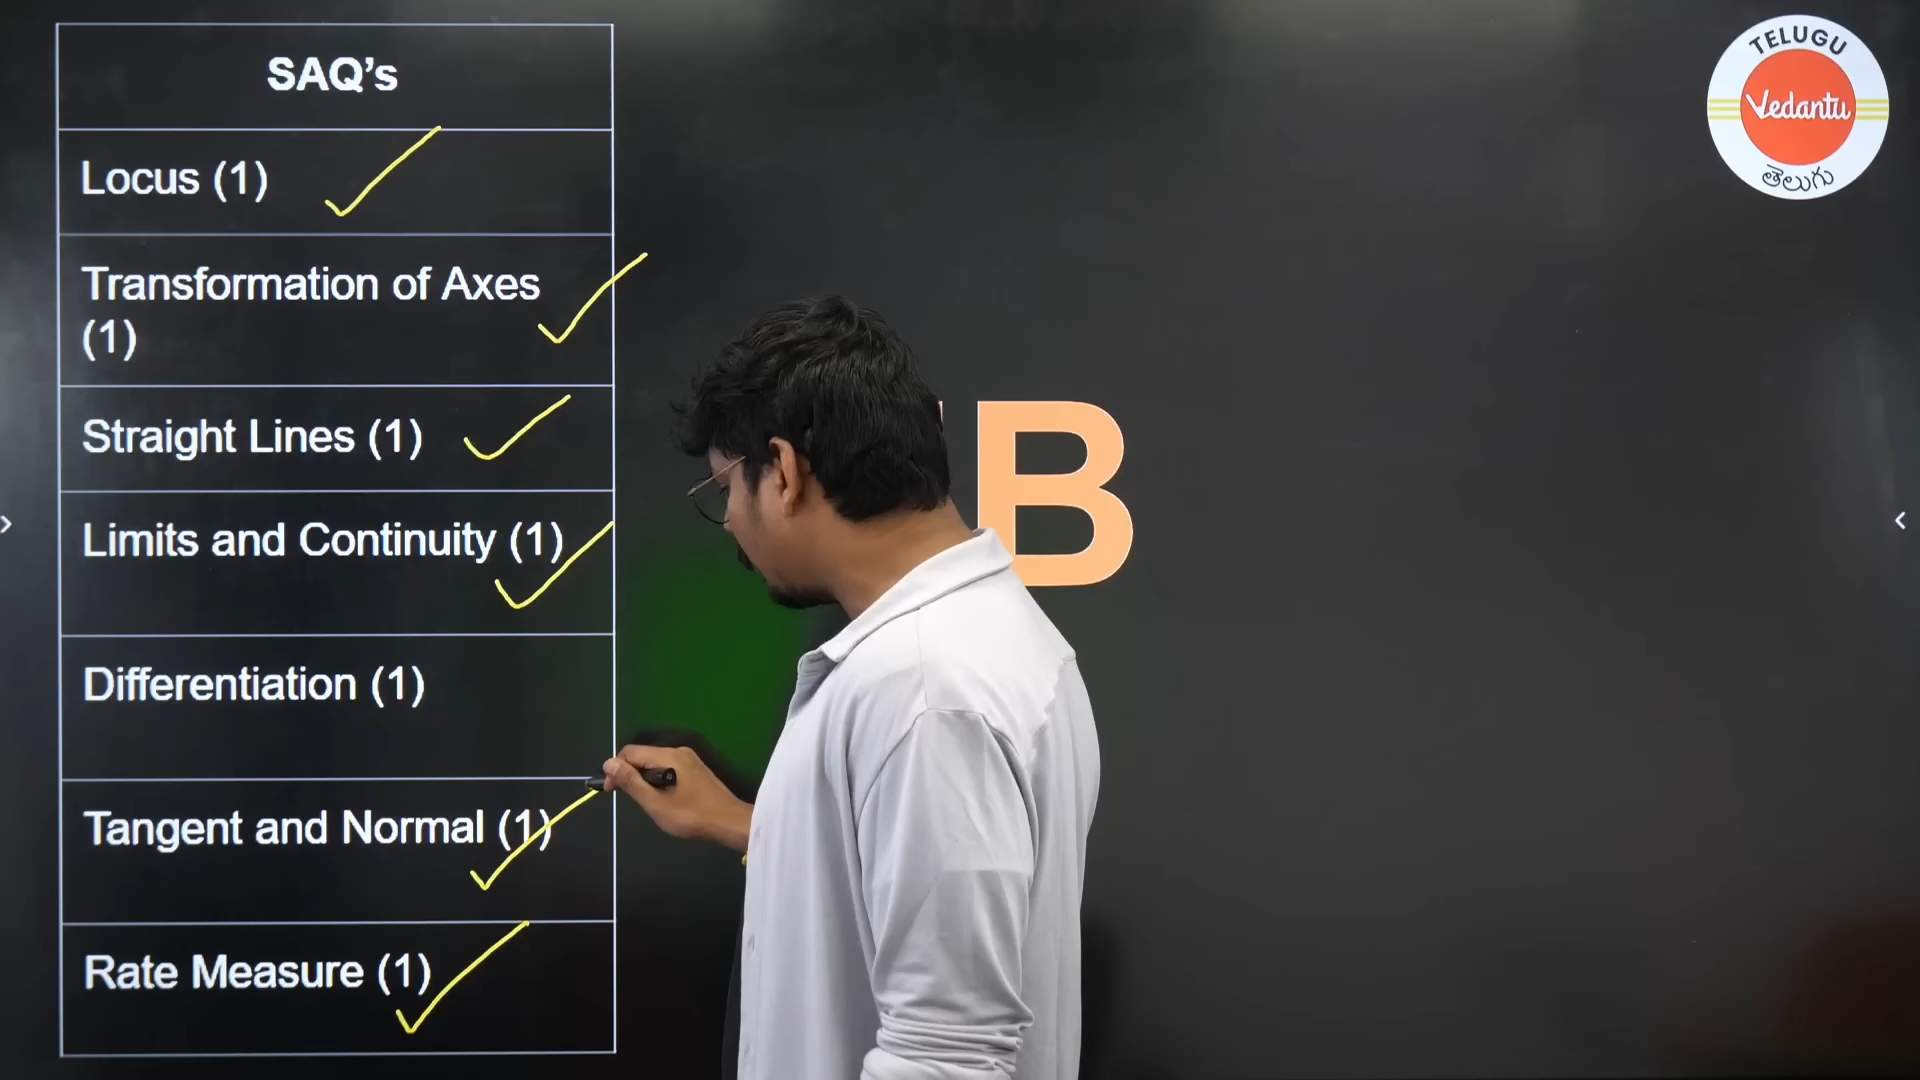 SAQ's
Locus (1)
Transformation of Axes
(1)
Straight Lines (1)
Limits and Continuity (1)
Differentiation (1)
Tangent and Normal (1)
Rate Measure (1)
B
TELUGU
Vedantu
తెలుగు